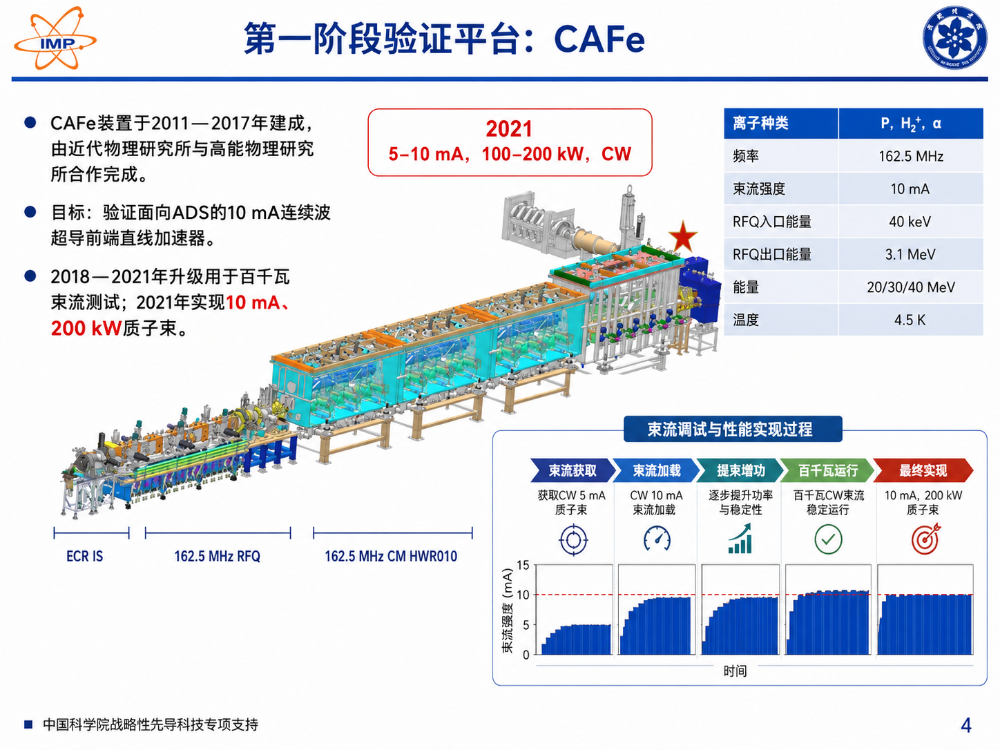 IMP
第一阶段验证平台：CAFe
CAFe装置于2011—2017年建成，
由近代物理研究所与高能物理研究
所合作完成。
目标：验证面向ADS的10 mA连续波
超导前端直线加速器。
2018—2021年升级用于百千瓦
束流测试；2021年实现10 mA、
200 kW质子束。
2021
5–10 mA，100–200 kW，CW
离子种类 P, H₂⁺, α
频率 162.5 MHz
束流强度 10 mA
RFQ入口能量 40 keV
RFQ出口能量 3.1 MeV
能量 20/30/40 MeV
温度 4.5 K
ECR IS
162.5 MHz RFQ
162.5 MHz CM HWR010
束流调试与性能实现过程
束流获取 束流加载 提束增功 百千瓦运行 最终实现
获取CW 5 mA
质子束
CW 10 mA
束流加载
逐步提升功率
与稳定性
百千瓦CW束流
稳定运行
10 mA, 200 kW
质子束
束流强度 (mA)
15
10
5
0
时间
中国科学院战略性先导科技专项支持
4